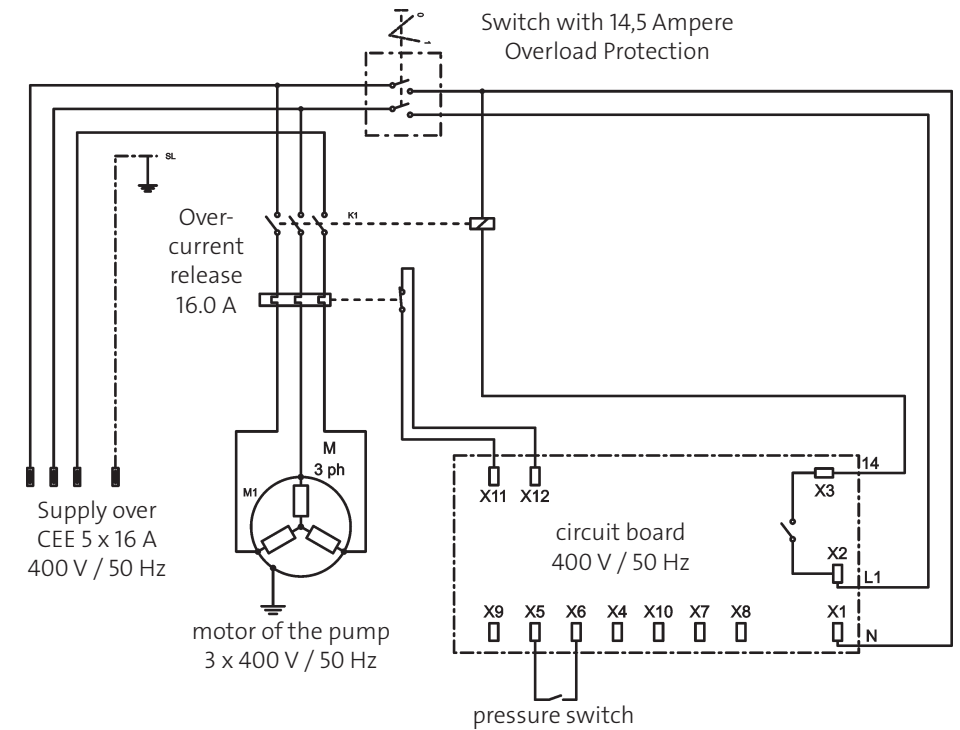 Switch with 14,5 Ampere
Overload Protection
SL
Over-
current
release
16.0 A
K1
M
3 ph
M1
14
X11 X12
X3
Supply over
CEE 5 x 16 A
400 V / 50 Hz
circuit board
400 V / 50 Hz
X2
L1
X9 X5 X6 X4 X10 X7 X8 X1
N
motor of the pump
3 x 400 V / 50 Hz
pressure switch